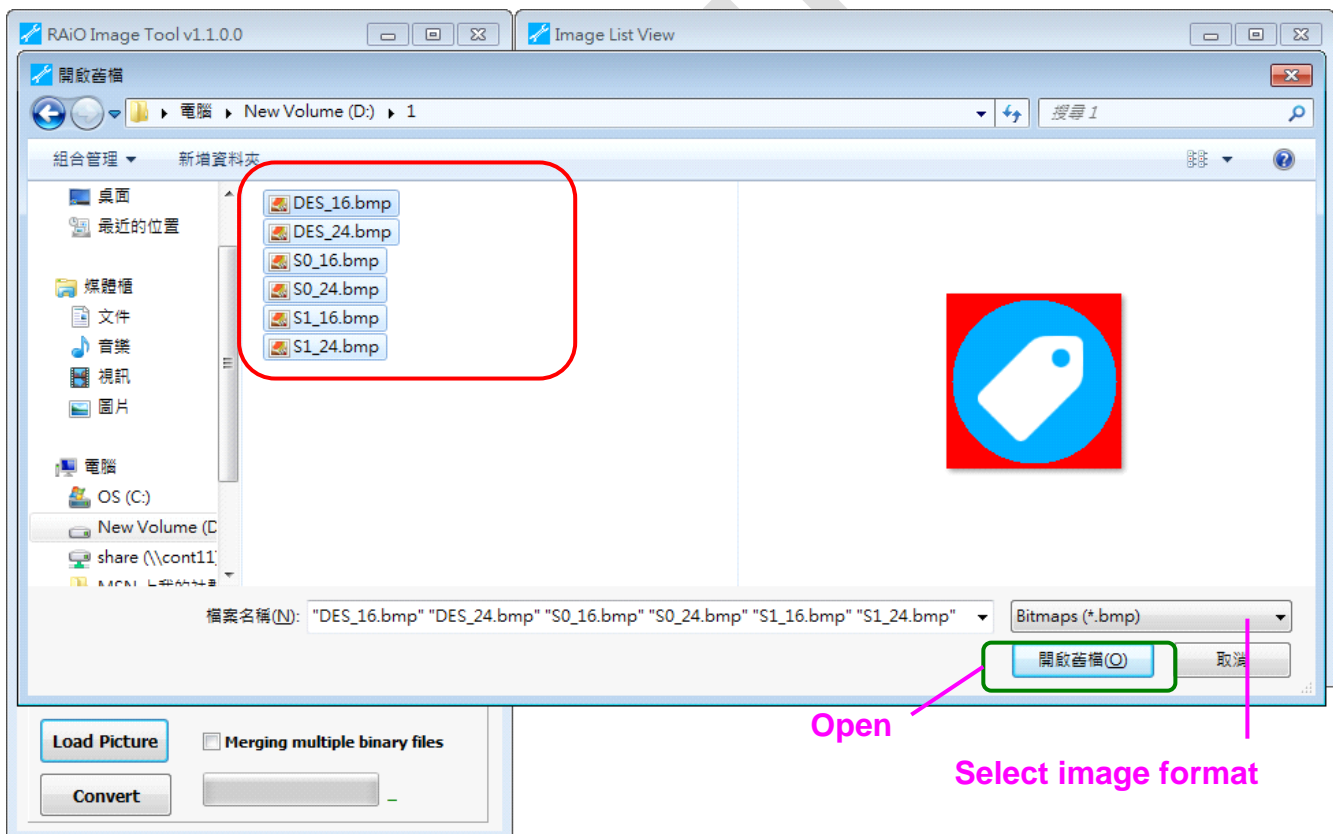 RAiO Image Tool v1.1.0.0
Image List View
開啟舊檔
電腦 New Volume (D:) 1
搜尋 1
組合管理 新增資料夾
桌面
最近的位置
媒體櫃
文件
音樂
視訊
圖片
電腦
OS (C:)
New Volume (D
share (\\cont11)
DES_16.bmp
DES_24.bmp
S0_16.bmp
S0_24.bmp
S1_16.bmp
S1_24.bmp
檔案名稱(N): "DES_16.bmp" "DES_24.bmp" "S0_16.bmp" "S0_24.bmp" "S1_16.bmp" "S1_24.bmp"
Bitmaps (*.bmp)
開啟舊檔(O) 取消
Open
Select image format
Load Picture
Merging multiple binary files
Convert